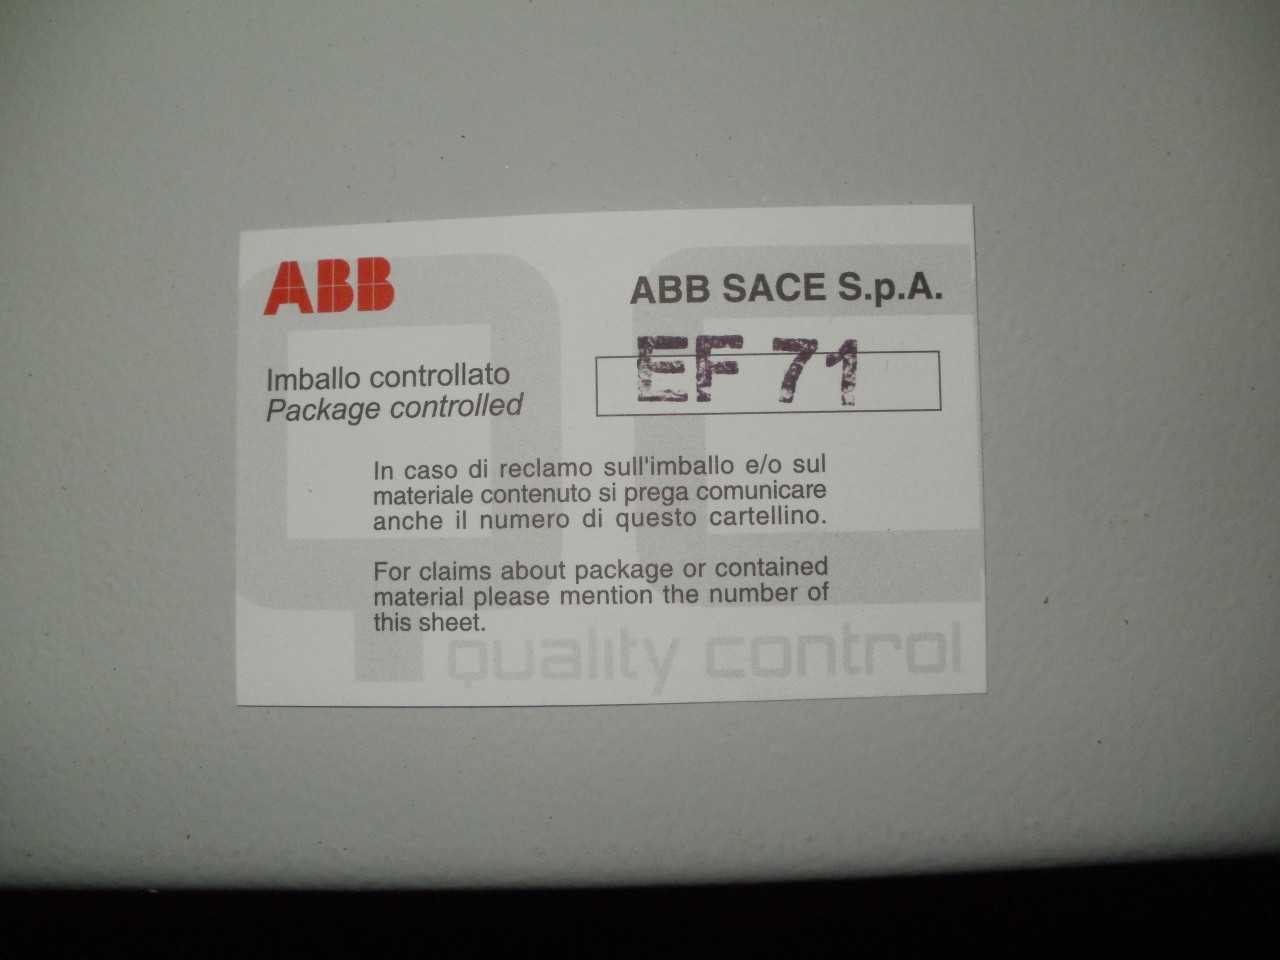 ABB
ABB SACE S.p.A.
EF 71
Imballo controllato
Package controlled
In caso di reclamo sull'imballo e/o sul
materiale contenuto si prega comunicare
anche il numero di questo cartellino.
For claims about package or contained
material please mention the number of
this sheet.
quality control